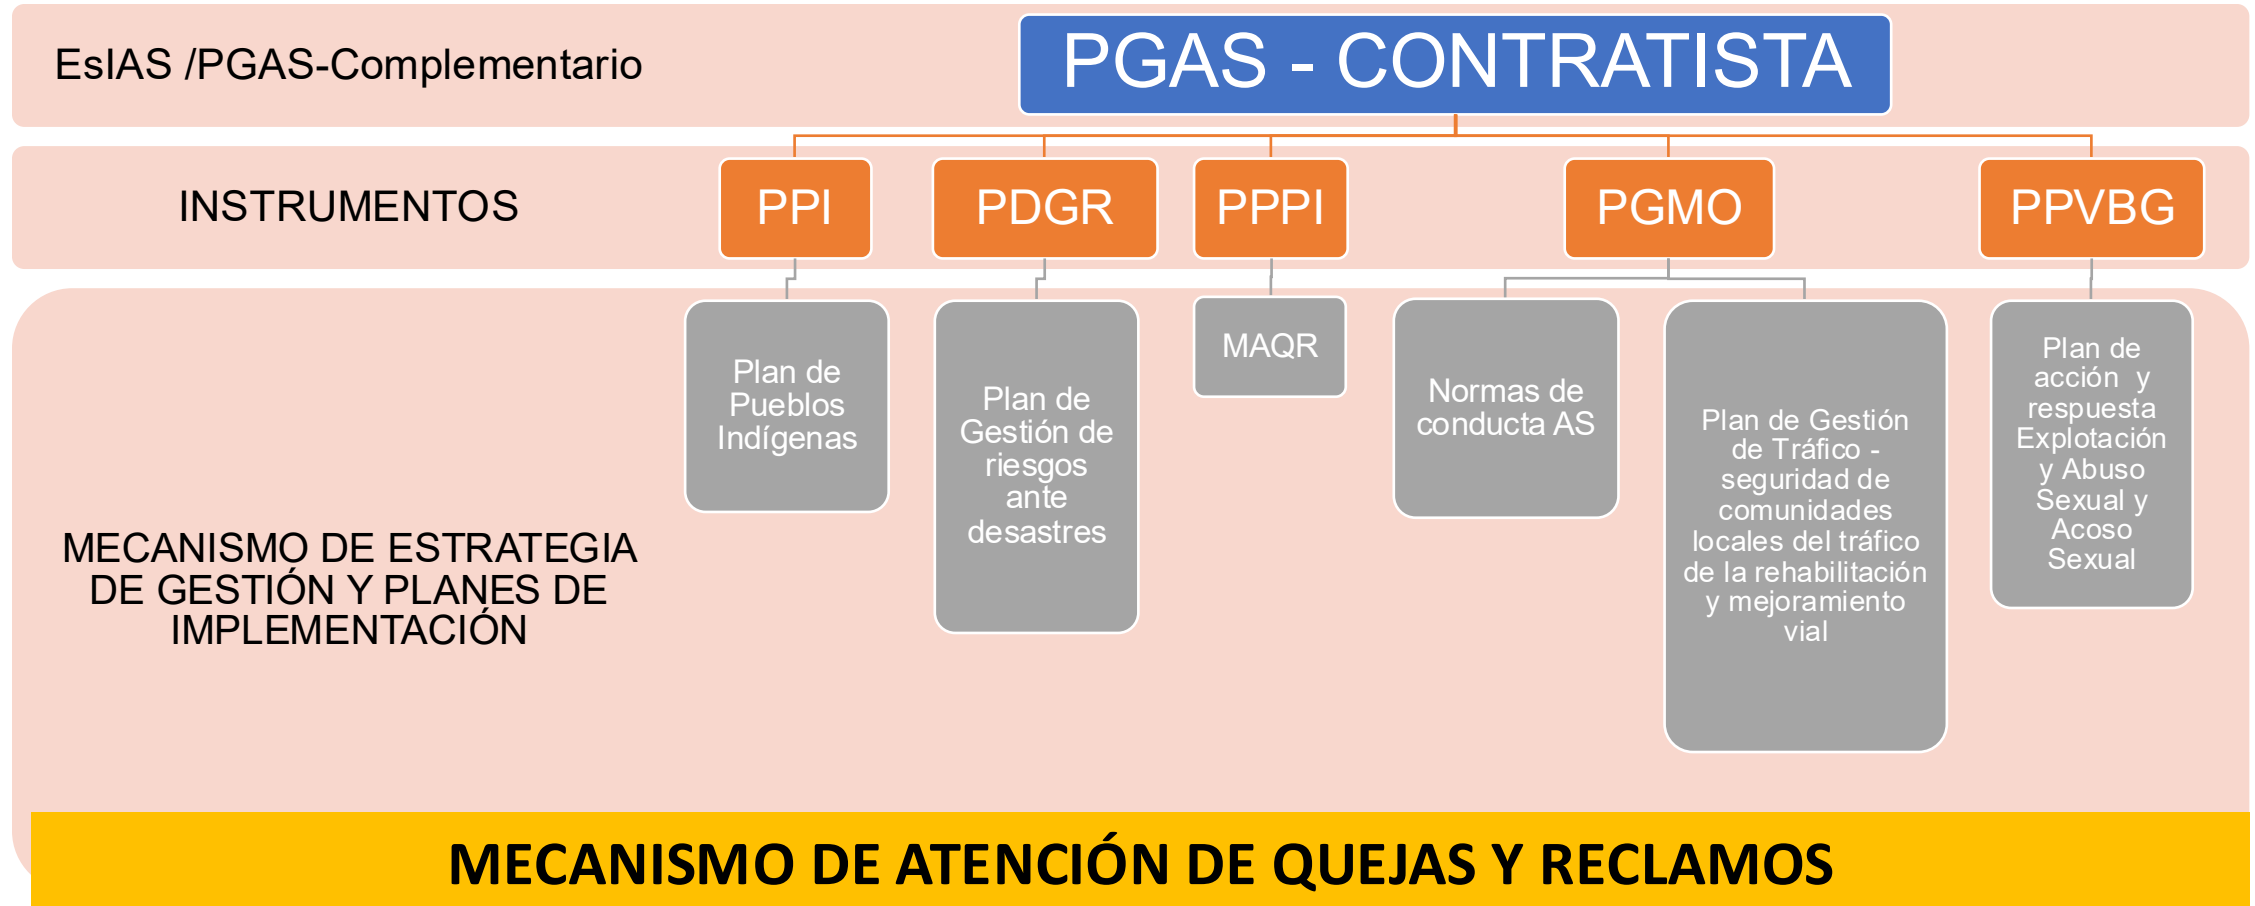 EsIAS /PGAS-Complementario
PGAS - CONTRATISTA
INSTRUMENTOS
PPI
PDGR
PPPI
PGMO
PPVBG
MECANISMO DE ESTRATEGIA
DE GESTIÓN Y PLANES DE
IMPLEMENTACIÓN
Plan de
Pueblos
Indígenas
Plan de
Gestión de
riesgos
ante
desastres
MAQR
Normas de
conducta AS
Plan de Gestión
de Tráfico -
seguridad de
comunidades
locales del tráfico
de la rehabilitación
y mejoramiento
vial
Plan de
acción y
respuesta
Explotación
y Abuso
Sexual y
Acoso
Sexual
MECANISMO DE ATENCIÓN DE QUEJAS Y RECLAMOS